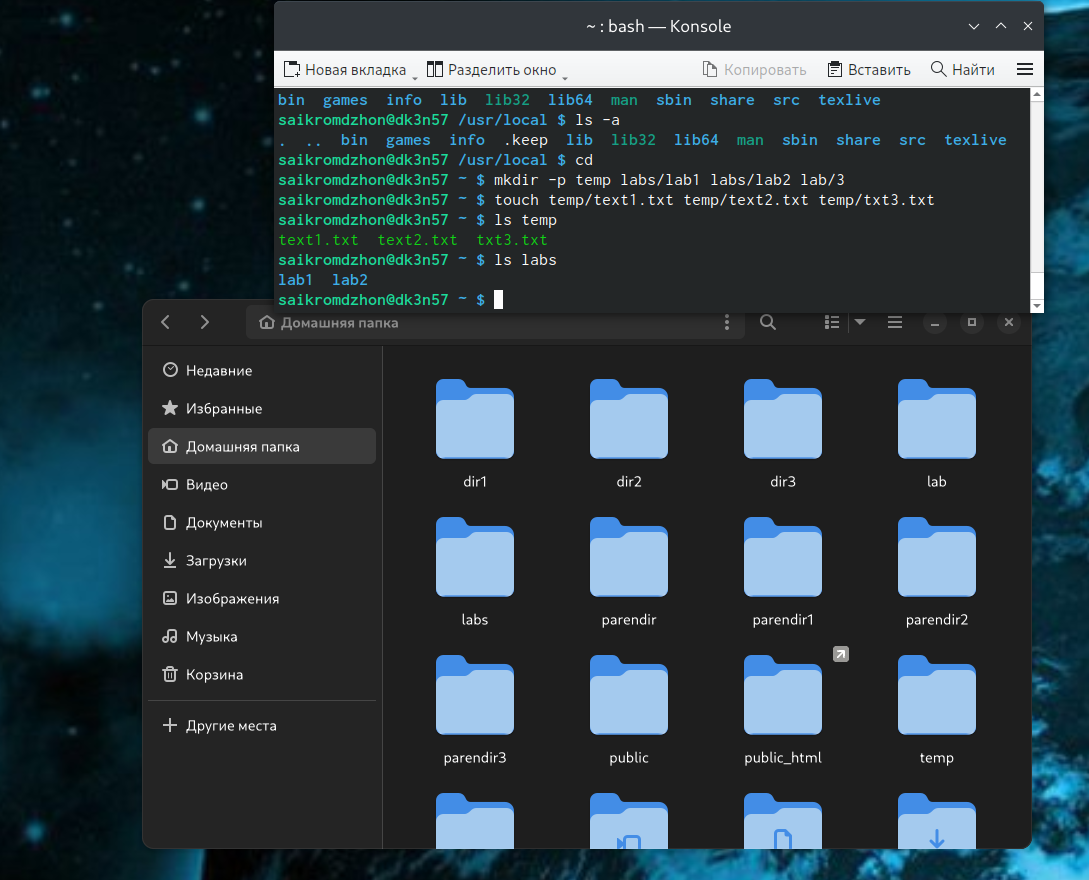 ~ : bash — Konsole
Новая вкладка Разделить окно Копировать Вставить Найти
bin games info lib lib32 lib64 man sbin share src texlive
saikromdzhon@dk3n57 /usr/local $ ls -a
. .. bin games info .keep lib lib32 lib64 man sbin share src texlive
saikromdzhon@dk3n57 /usr/local $ cd
saikromdzhon@dk3n57 ~ $ mkdir -p temp labs/lab1 labs/lab2 lab/3
saikromdzhon@dk3n57 ~ $ touch temp/text1.txt temp/text2.txt temp/txt3.txt
saikromdzhon@dk3n57 ~ $ ls temp
text1.txt text2.txt txt3.txt
saikromdzhon@dk3n57 ~ $ ls labs
lab1 lab2
saikromdzhon@dk3n57 ~ $
Домашняя папка
Недавние
Избранные
Домашняя папка
Видео
Документы
Загрузки
Изображения
Музыка
Корзина
Другие места
dir1 dir2 dir3 lab
labs parendir parendir1 parendir2
parendir3 public public_html temp